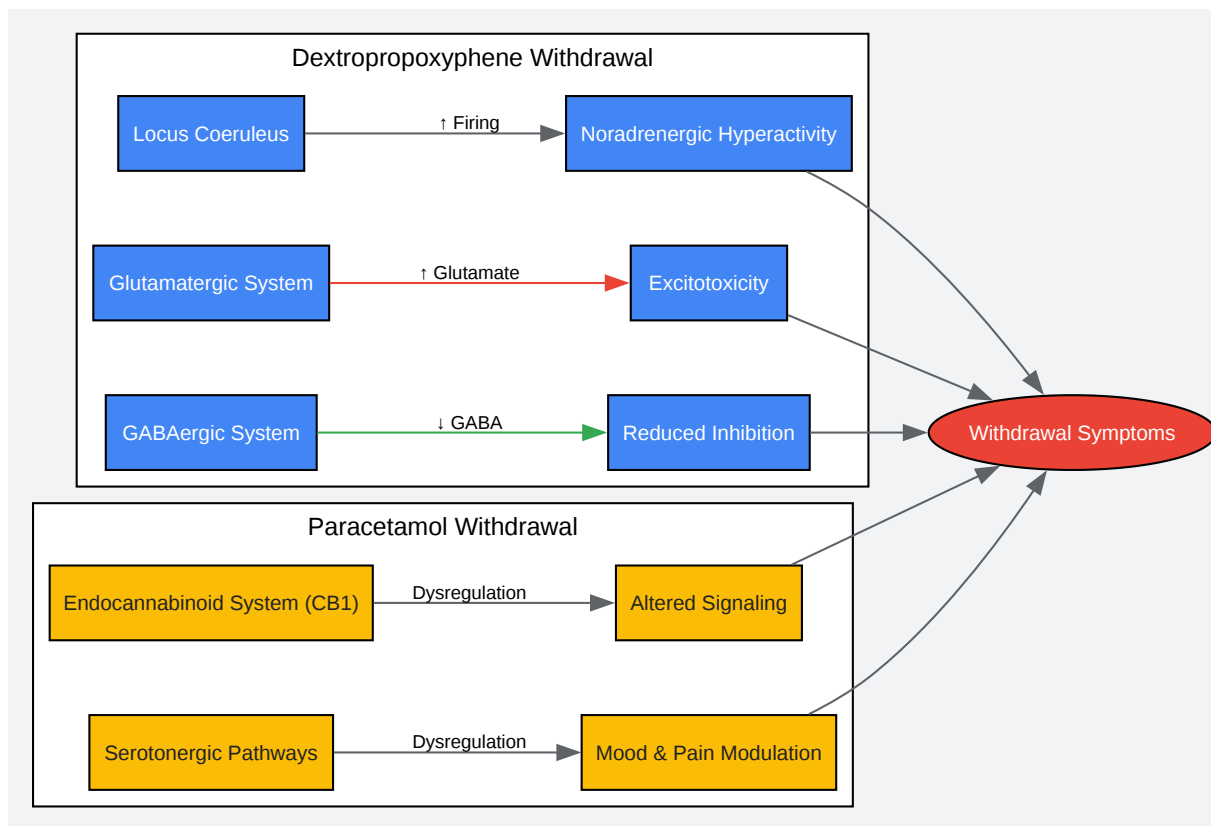 Dextropropoxyphene Withdrawal
Locus Coeruleus
↑ Firing
Noradrenergic Hyperactivity
Glutamatergic System
↑ Glutamate
Excitotoxicity
GABAergic System
↓ GABA
Reduced Inhibition
Withdrawal Symptoms
Paracetamol Withdrawal
Endocannabinoid System (CB1)
Dysregulation
Altered Signaling
Serotonergic Pathways
Dysregulation
Mood & Pain Modulation